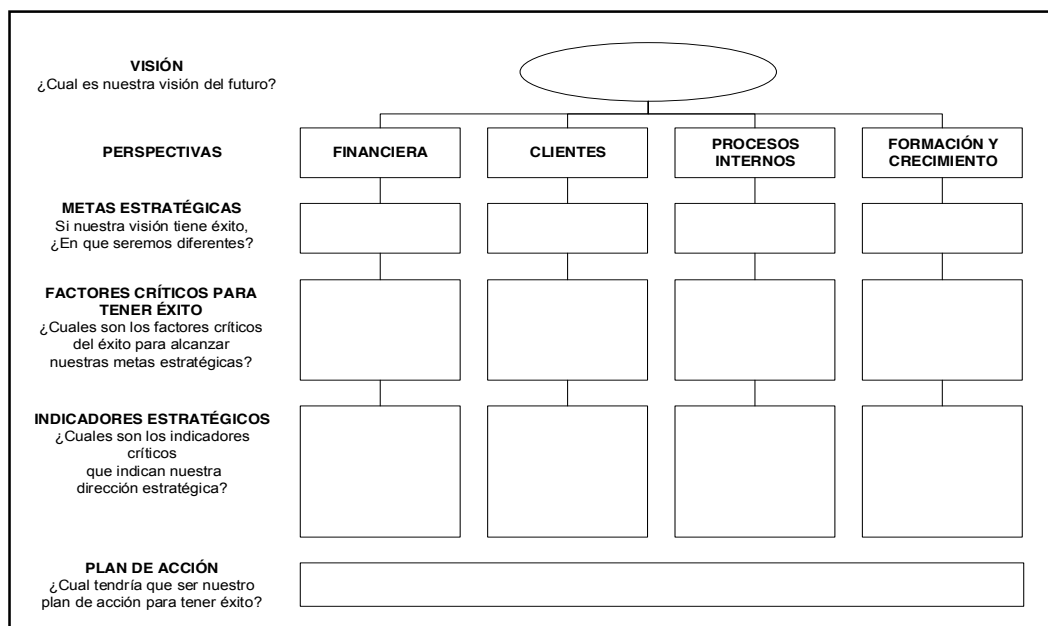 VISIÓN
¿Cual es nuestra visión del futuro?
PERSPECTIVAS
FINANCIERA
CLIENTES
PROCESOS
INTERNOS
FORMACIÓN Y
CRECIMIENTO
METAS ESTRATÉGICAS
Si nuestra visión tiene éxito,
¿En que seremos diferentes?
FACTORES CRÍTICOS PARA
TENER ÉXITO
¿Cuales son los factores críticos
del éxito para alcanzar
nuestras metas estratégicas?
INDICADORES ESTRATÉGICOS
¿Cuales son los indicadores
críticos
que indican nuestra
dirección estratégica?
PLAN DE ACCIÓN
¿Cual tendría que ser nuestro
plan de acción para tener éxito?